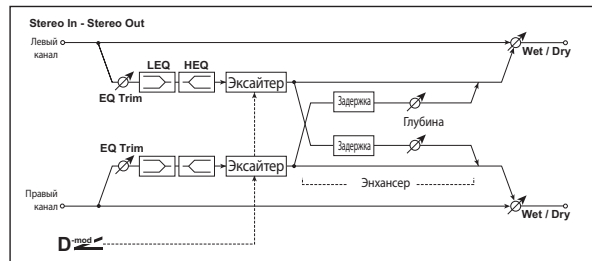 Stereo In - Stereo Out
Левый
канал
Wet / Dry
LEQ HEQ
Эксайтер
EQ Trim
Задержка
Глубина
EQ Trim
Задержка
Эксайтер
Энхансер
Правый
канал
Wet / Dry
D-mod